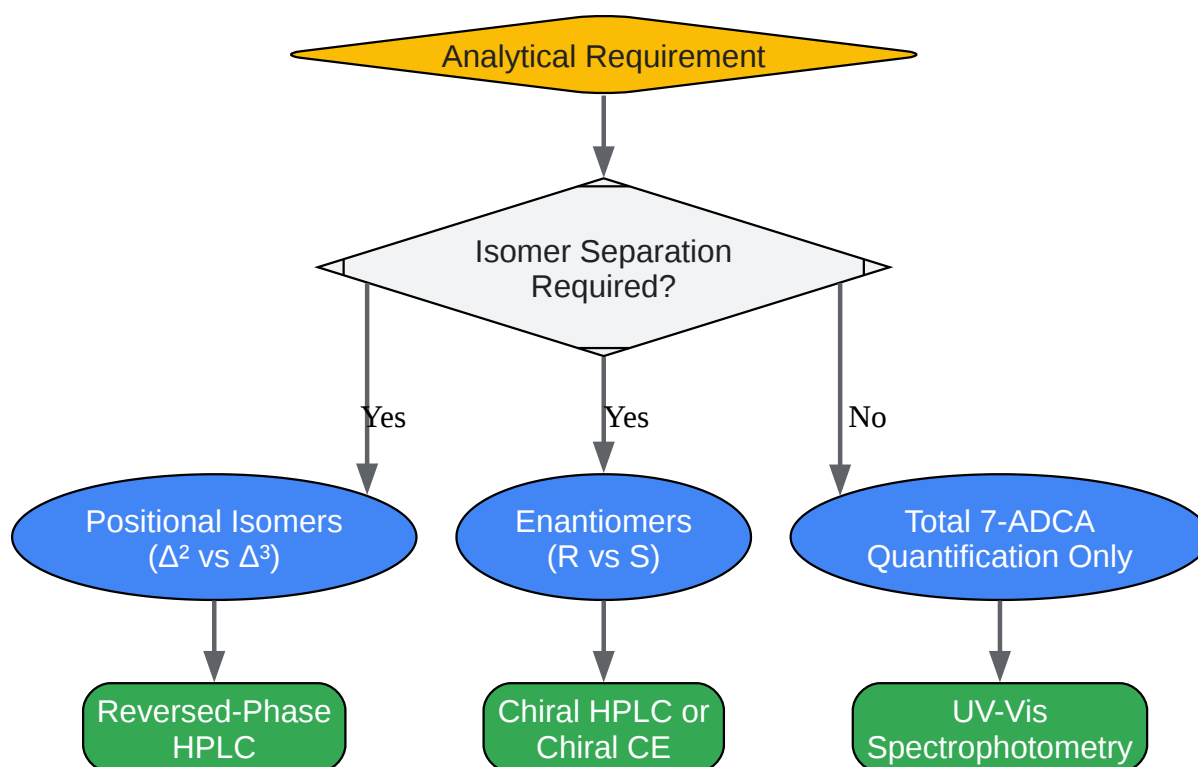 Analytical Requirement
Isomer Separation
Required?
Yes
Yes
No
Positional Isomers
(Δ² vs Δ³)
Enantiomers
(R vs S)
Total 7-ADCA
Quantification Only
Reversed-Phase
HPLC
Chiral HPLC or
Chiral CE
UV-Vis
Spectrophotometry